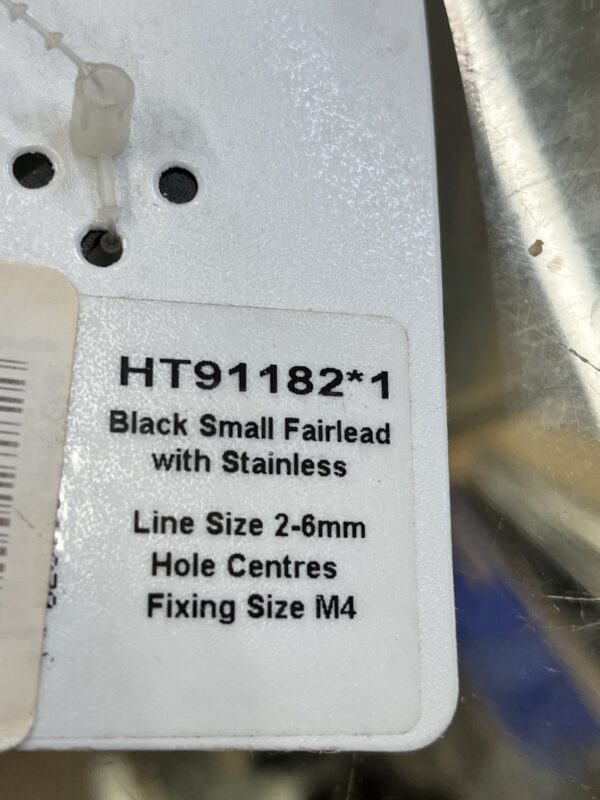 HT91182*1
Black Small Fairlead
with Stainless
Line Size 2-6mm
Hole Centres
Fixing Size M4